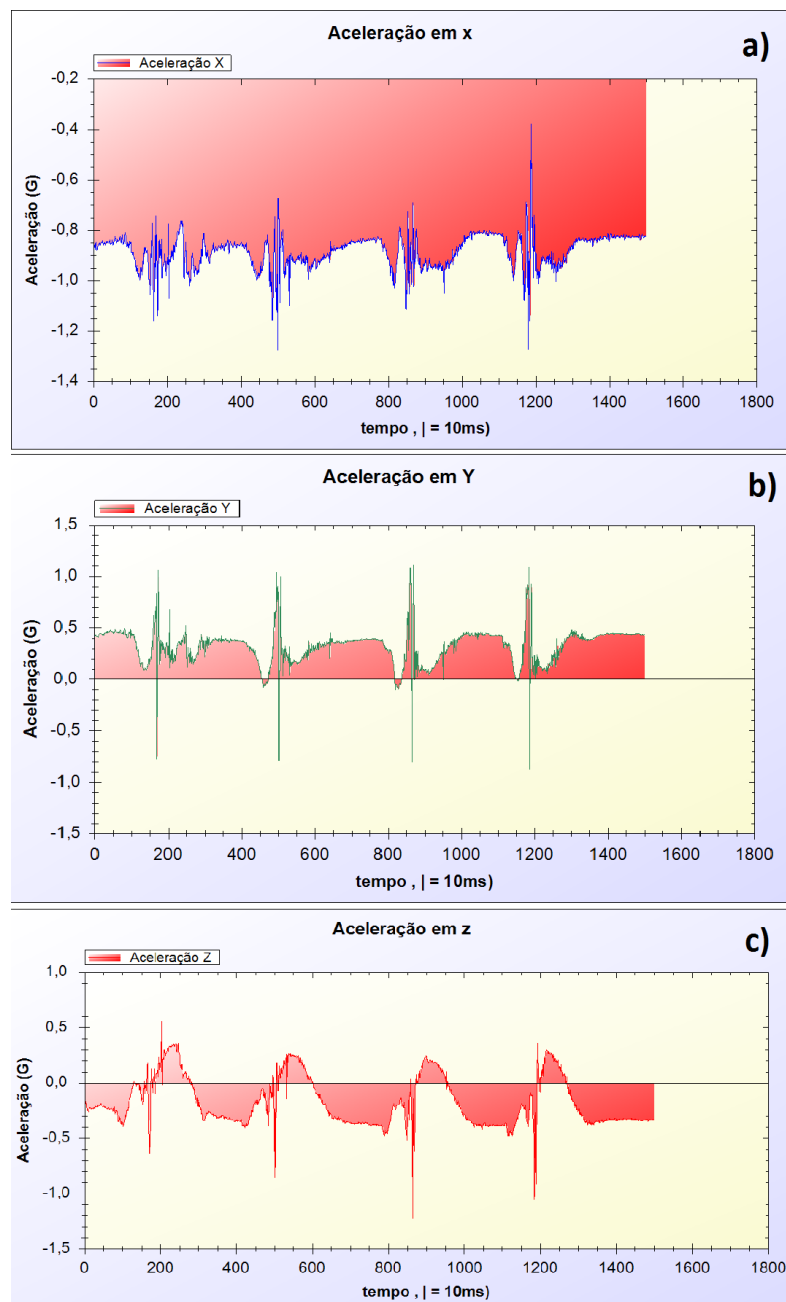 Aceleração em x
a)
Aceleração X
Aceleração (G)
-0,2
-0,4
-0,6
-0,8
-1,0
-1,2
-1,4
0 200 400 600 800 1000 1200 1400 1600 1800
tempo , | = 10ms)
Aceleração em Y
b)
Aceleração Y
Aceleração (G)
1,5
1,0
0,5
0,0
-0,5
-1,0
-1,5
0 200 400 600 800 1000 1200 1400 1600 1800
tempo , | = 10ms)
Aceleração em z
c)
Aceleração Z
Aceleração (G)
1,0
0,5
0,0
-0,5
-1,0
-1,5
0 200 400 600 800 1000 1200 1400 1600 1800
tempo , | = 10ms)